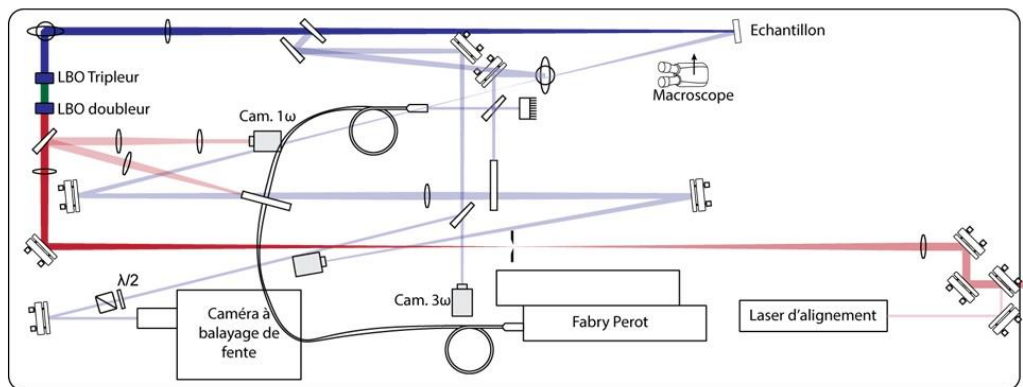 Echantillon
LBO Tripleur
Macroscope
LBO doubleur
Cam. 1ω
λ/2
Cam. 3ω
Caméra à
balayage de
fente
Fabry Perot
Laser d’alignement